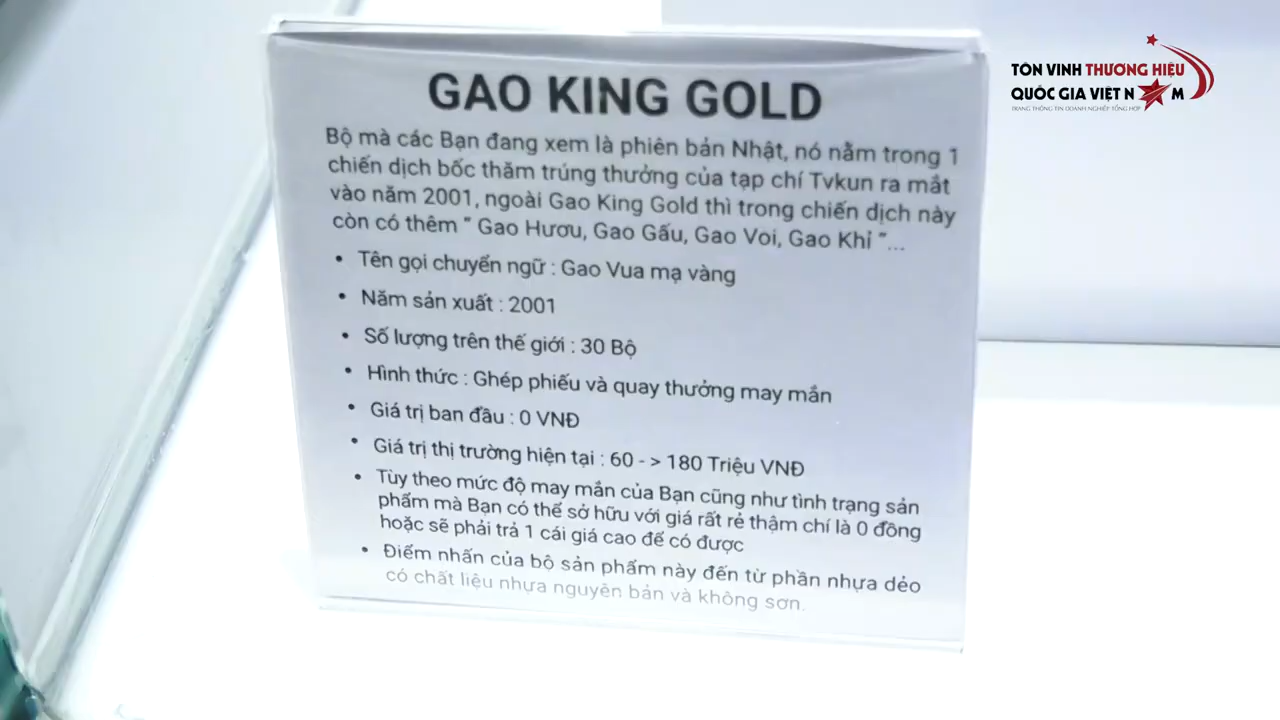 GAO KING GOLD
Bộ mà các Bạn đang xem là phiên bản Nhật, nó nằm trong 1
chiến dịch bốc thăm trúng thưởng của tạp chí Tvkun ra mắt
vào năm 2001, ngoài Gao King Gold thì trong chiến dịch này
còn có thêm “ Gao Hươu, Gao Gấu, Gao Voi, Gao Khỉ ”...
• Tên gọi chuyển ngữ : Gao Vua mạ vàng
• Năm sản xuất : 2001
• Số lượng trên thế giới : 30 Bộ
• Hình thức : Ghép phiếu và quay thưởng may mắn
• Giá trị ban đầu : 0 VNĐ
• Giá trị thị trường hiện tại : 60 - > 180 Triệu VNĐ
• Tùy theo mức độ may mắn của Bạn cũng như tình trạng sản
phẩm mà Bạn có thể sở hữu với giá rất rẻ thậm chí là 0 đồng
hoặc sẽ phải trả 1 cái giá cao để có được
• Điểm nhấn của bộ sản phẩm này đến từ phần nhựa dẻo
có chất liệu nhựa nguyên bản và không sơn.
TÔN VINH THƯƠNG HIỆU
QUỐC GIA VIỆT NAM
TRANG THÔNG TIN DOANH NGHIỆP TỔNG HỢP